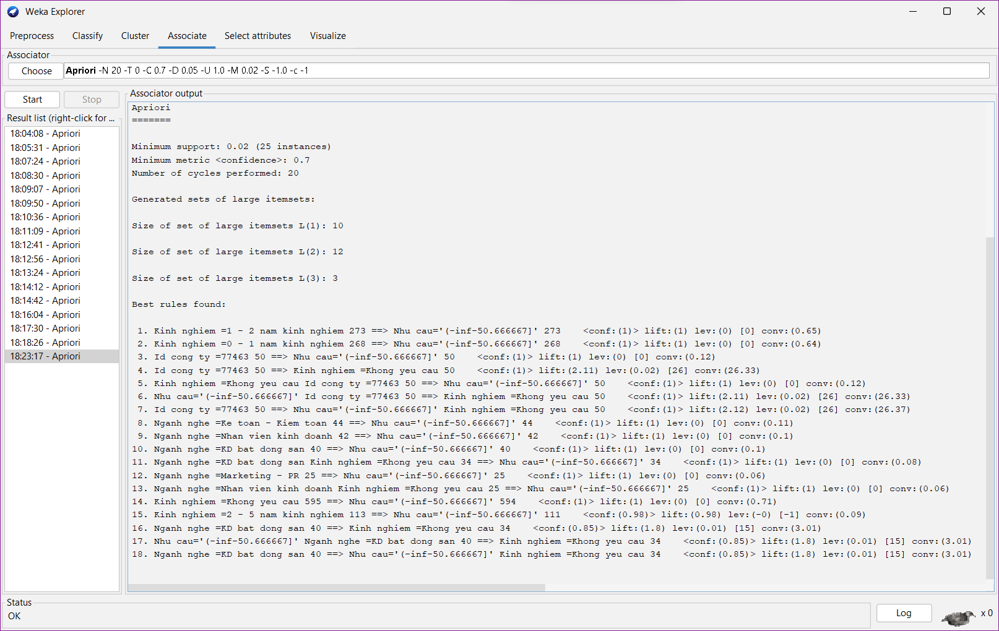 Weka Explorer
Preprocess Classify Cluster Associate Select attributes Visualize
Associator
Choose Apriori -N 20 -T 0 -C 0.7 -D 0.05 -U 1.0 -M 0.02 -S -1.0 -c -1
Start Stop
Result list (right-click for ...
18:04:08 - Apriori
18:05:31 - Apriori
18:07:24 - Apriori
18:08:30 - Apriori
18:09:07 - Apriori
18:09:50 - Apriori
18:10:36 - Apriori
18:11:09 - Apriori
18:12:41 - Apriori
18:12:56 - Apriori
18:13:24 - Apriori
18:14:12 - Apriori
18:14:42 - Apriori
18:16:04 - Apriori
18:17:30 - Apriori
18:18:26 - Apriori
18:23:17 - Apriori
Associator output
Apriori
=======
Minimum support: 0.02 (25 instances)
Minimum metric <confidence>: 0.7
Number of cycles performed: 20
Generated sets of large itemsets:
Size of set of large itemsets L(1): 10
Size of set of large itemsets L(2): 12
Size of set of large itemsets L(3): 3
Best rules found:
1. Kinh nghiem =1 - 2 nam kinh nghiem 273 ==> Nhu cau='(-inf-50.666667]' 273 <conf:(1)> lift:(1) lev:(0) [0] conv:(0.65)
2. Kinh nghiem =0 - 1 nam kinh nghiem 268 ==> Nhu cau='(-inf-50.666667]' 268 <conf:(1)> lift:(1) lev:(0) [0] conv:(0.64)
3. Id cong ty =77463 50 ==> Nhu cau='(-inf-50.666667]' 50 <conf:(1)> lift:(1) lev:(0) [0] conv:(0.12)
4. Id cong ty =77463 50 ==> Kinh nghiem =Khong yeu cau 50 <conf:(1)> lift:(2.11) lev:(0.02) [26] conv:(26.33)
5. Kinh nghiem =Khong yeu cau Id cong ty =77463 50 ==> Nhu cau='(-inf-50.666667]' 50 <conf:(1)> lift:(1) lev:(0) [0] conv:(0.12)
6. Nhu cau='(-inf-50.666667]' Id cong ty =77463 50 ==> Kinh nghiem =Khong yeu cau 50 <conf:(1)> lift:(2.11) lev:(0.02) [26] conv:(26.33)
7. Id cong ty =77463 50 ==> Nhu cau='(-inf-50.666667]' Kinh nghiem =Khong yeu cau 50 <conf:(1)> lift:(2.12) lev:(0.02) [26] conv:(26.37)
8. Nganh nghe =Ke toan - Kiem toan 44 ==> Nhu cau='(-inf-50.666667]' 44 <conf:(1)> lift:(1) lev:(0) [0] conv:(0.11)
9. Nganh nghe =Nhan vien kinh doanh 42 ==> Nhu cau='(-inf-50.666667]' 42 <conf:(1)> lift:(1) lev:(0) [0] conv:(0.1)
10. Nganh nghe =KD bat dong san 40 ==> Nhu cau='(-inf-50.666667]' 40 <conf:(1)> lift:(1) lev:(0) [0] conv:(0.1)
11. Nganh nghe =KD bat dong san Kinh nghiem =Khong yeu cau 34 ==> Nhu cau='(-inf-50.666667]' 34 <conf:(1)> lift:(1) lev:(0) [0] conv:(0.08)
12. Nganh nghe =Marketing - PR 25 ==> Nhu cau='(-inf-50.666667]' 25 <conf:(1)> lift:(1) lev:(0) [0] conv:(0.06)
13. Nganh nghe =Nhan vien kinh doanh Kinh nghiem =Khong yeu cau 25 ==> Nhu cau='(-inf-50.666667]' 25 <conf:(1)> lift:(1) lev:(0) [0] conv:(0.06)
14. Kinh nghiem =Khong yeu cau 595 ==> Nhu cau='(-inf-50.666667]' 594 <conf:(1)> lift:(1) lev:(0) [0] conv:(0.71)
15. Kinh nghiem =2 - 5 nam kinh nghiem 113 ==> Nhu cau='(-inf-50.666667]' 111 <conf:(0.98)> lift:(0.98) lev:(-0) [-1] conv:(0.09)
16. Nganh nghe =KD bat dong san 40 ==> Kinh nghiem =Khong yeu cau 34 <conf:(0.85)> lift:(1.8) lev:(0.01) [15] conv:(3.01)
17. Nhu cau='(-inf-50.666667]' Nganh nghe =KD bat dong san 40 ==> Kinh nghiem =Khong yeu cau 34 <conf:(0.85)> lift:(1.8) lev:(0.01) [15] conv:(3.01)
18. Nganh nghe =KD bat dong san 40 ==> Nhu cau='(-inf-50.666667]' Kinh nghiem =Khong yeu cau 34 <conf:(0.85)> lift:(1.8) lev:(0.01) [15] conv:(3.01)
Status
OK
Log
x 0